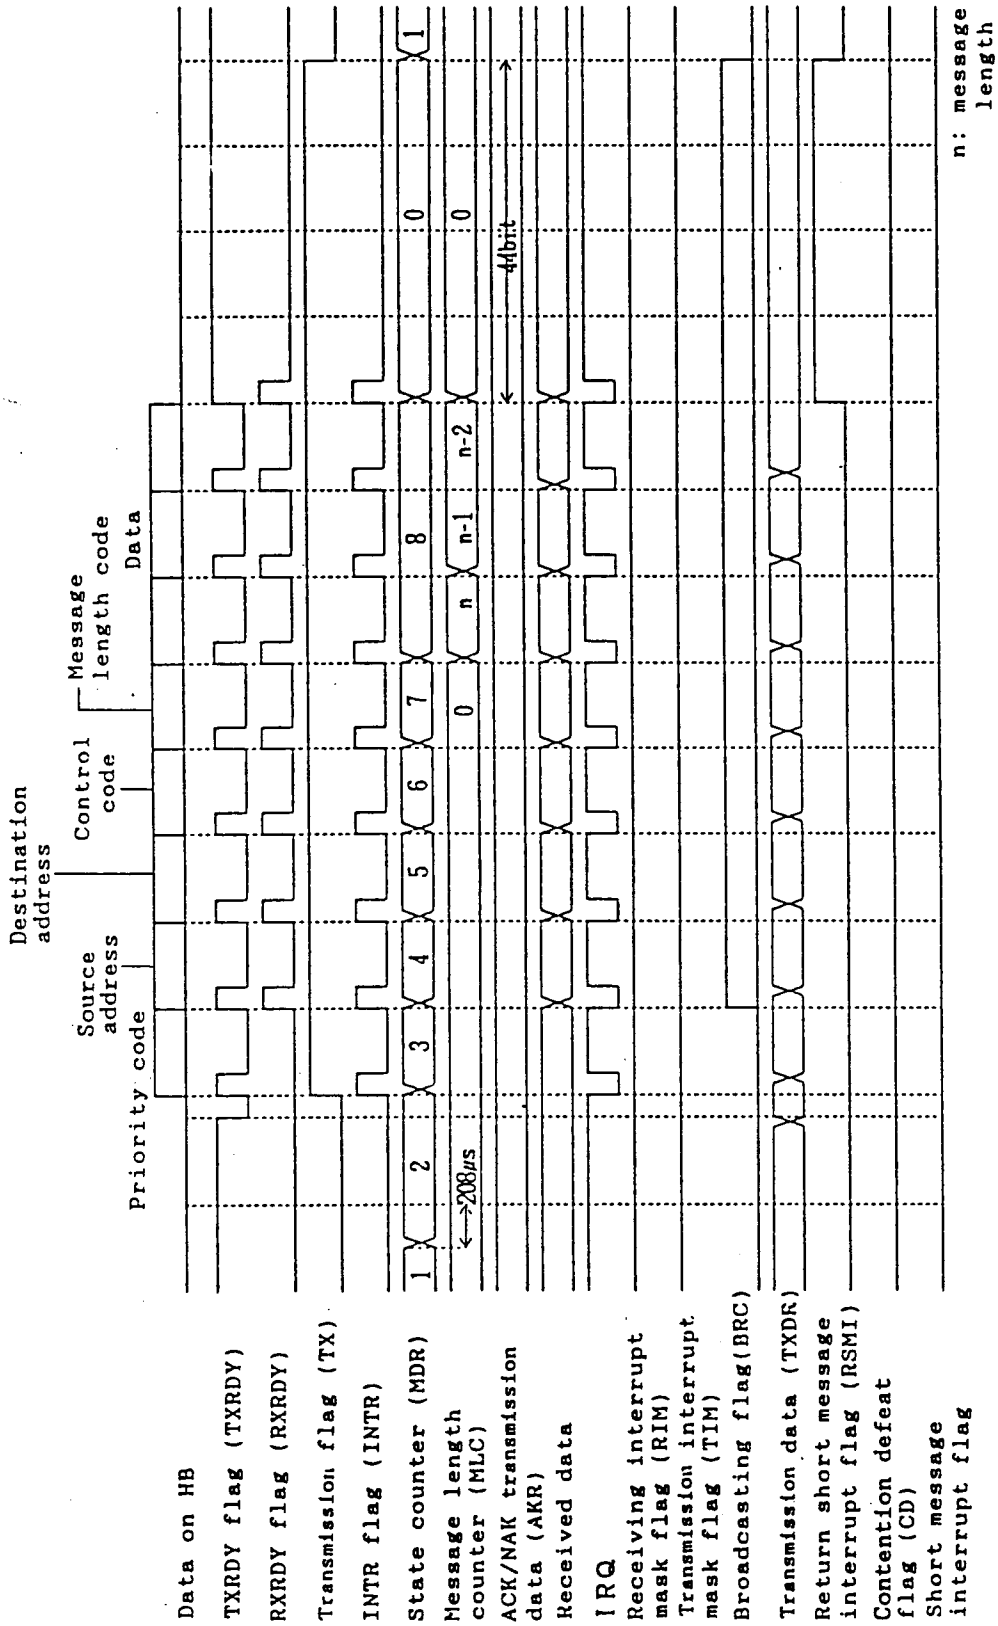 Destination
address
Source
address
Control
code
Message
length code
Priority code
Data
Data on HB
TXRDY flag (TXRDY)
RXRDY flag (RXRDY)
Transmission flag (TX)
INTR flag (INTR)
State counter (MDR)
1
2
3
4
5
6
7
8
0
1
Message length
counter (MLC)
208µs
0
n
n-1
n-2
0
ACK/NAK transmission
data (AKR)
44bit
Received data
IRQ
Receiving interrupt
mask flag (RIM)
Transmission interrupt
mask flag (TIM)
Broadcasting flag(BRC)
Transmission data (TXDR)
Return short message
interrupt flag (RSMI)
Contention defeat
flag (CD)
Short message
interrupt flag
n: message
length